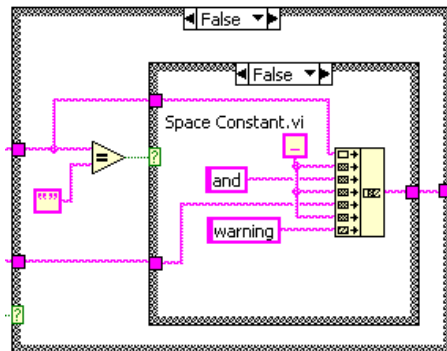 False
False
Space Constant.vi
and
warning
=
""
?
?